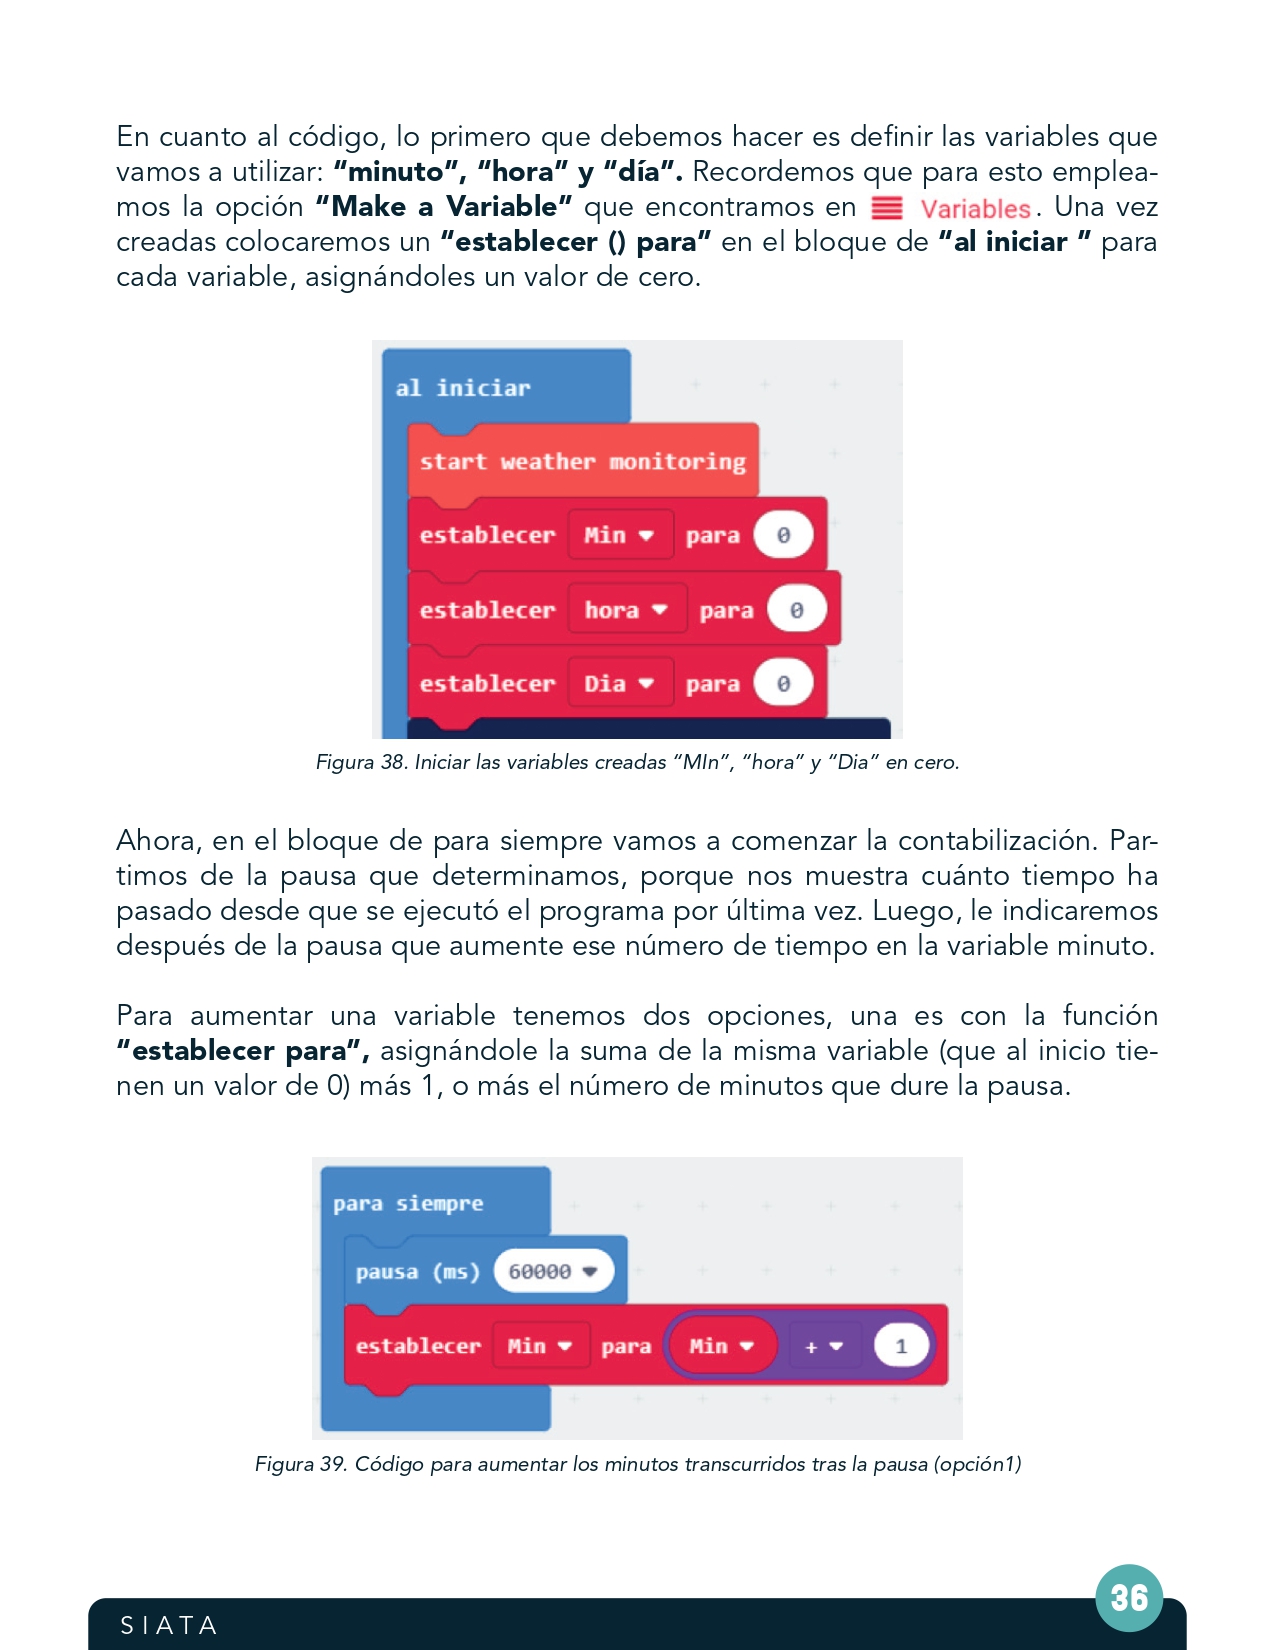 En cuanto al código, lo primero que debemos hacer es definir las variables que
vamos a utilizar: “minuto”, “hora” y “día”. Recordemos que para esto emplea-
mos la opción “Make a Variable” que encontramos en Variables. Una vez
creadas colocaremos un “establecer () para” en el bloque de “al iniciar ” para
cada variable, asignándoles un valor de cero.
al iniciar
start weather monitoring
establecer Min para 0
establecer hora para 0
establecer Dia para 0
Figura 38. Iniciar las variables creadas “MIn”, “hora” y “Dia” en cero.
Ahora, en el bloque de para siempre vamos a comenzar la contabilización. Par-
timos de la pausa que determinamos, porque nos muestra cuánto tiempo ha
pasado desde que se ejecutó el programa por última vez. Luego, le indicaremos
después de la pausa que aumente ese número de tiempo en la variable minuto.
Para aumentar una variable tenemos dos opciones, una es con la función
“establecer para”, asignándole la suma de la misma variable (que al inicio tie-
nen un valor de 0) más 1, o más el número de minutos que dure la pausa.
para siempre
pausa (ms) 60000
establecer Min para Min + 1
Figura 39. Código para aumentar los minutos transcurridos tras la pausa (opción1)
36
SIATA